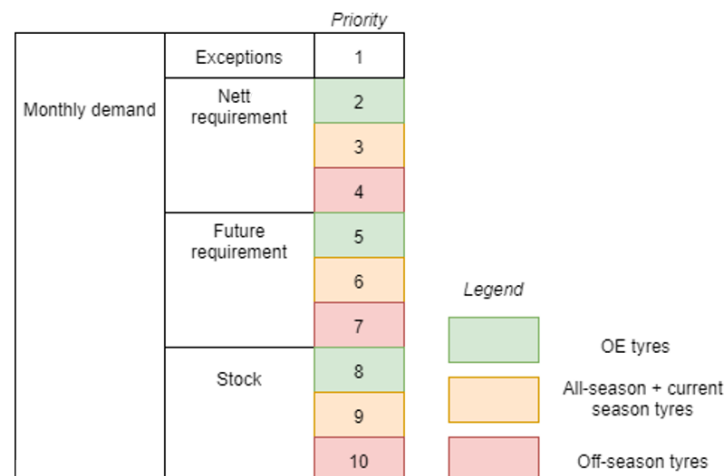 Priority
Monthly demand
Exceptions
1
Nett
requirement
2
3
4
Future
requirement
5
6
7
Stock
8
9
10
Legend
OE tyres
All-season + current
season tyres
Off-season tyres